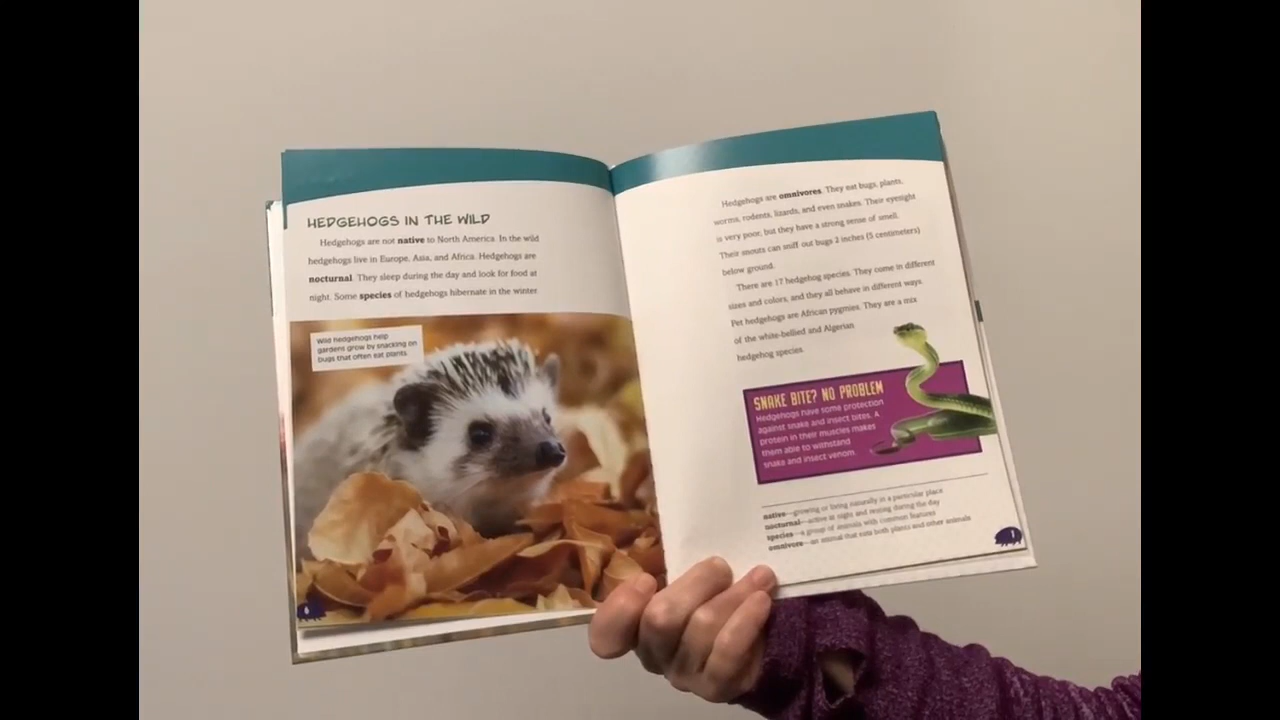 HEDGEHOGS IN THE WILD
Hedgehogs are not native to North America. In the wild
hedgehogs live in Europe, Asia, and Africa. Hedgehogs are
nocturnal. They sleep during the day and look for food at
night. Some species of hedgehogs hibernate in the winter.
Wild hedgehogs help
gardens grow by snacking on
bugs that often eat plants.
6
Hedgehogs are omnivores. They eat bugs, plants,
worms, rodents, lizards, and even snakes. Their eyesight
is very poor, but they have a strong sense of smell.
Their snouts can sniff out bugs 2 inches (5 centimeters)
below ground.
There are 17 hedgehog species. They come in different
sizes and colors, and they all behave in different ways.
Pet hedgehogs are African pygmies. They are a mix
of the white-bellied and Algerian
hedgehog species.
SNAKE BITE? NO PROBLEM
Hedgehogs have some protection
against snake and insect bites. A
protein in their muscles makes
them able to withstand
snake and insect venom.
native—growing or living naturally in a particular place
nocturnal—active at night and resting during the day
species—a group of animals with common features
omnivore—an animal that eats both plants and other animals
7